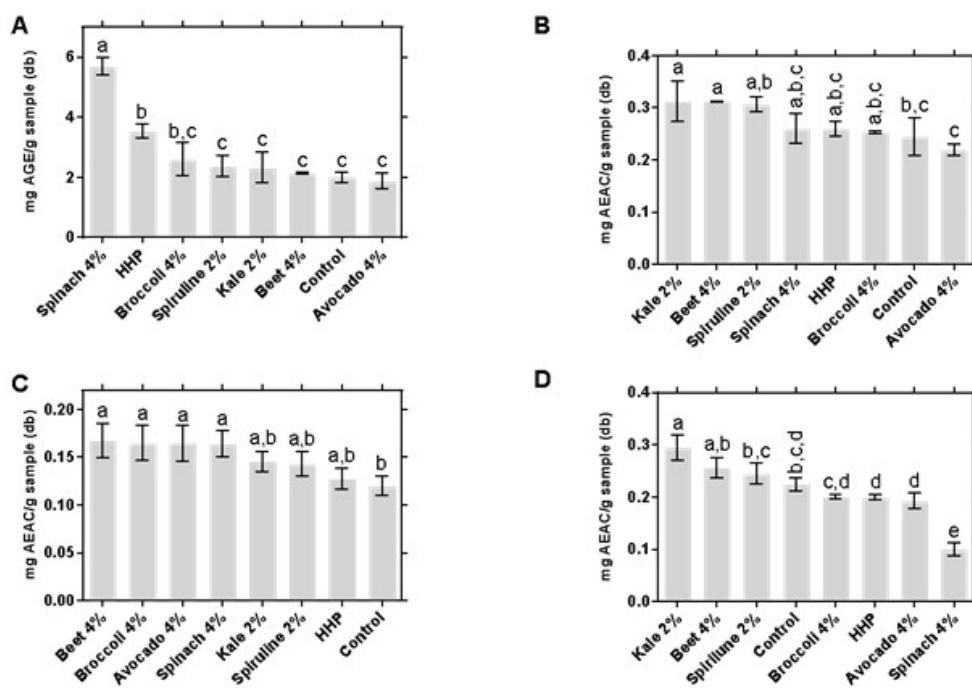 A
mg AGE/g sample (db)
6
4
2
0
a
b
b,c
c
c
c
c
c
Spinach 4%
HHP
Broccoli 4%
Spiruline 2%
Kale 2%
Beet 4%
Control
Avocado 4%
B
mg AEAC/g sample (db)
0.4
0.3
0.2
0.1
0.0
a
a
a,b
a,b,c
a,b,c
a,b,c
b,c
c
Kale 2%
Beet 4%
Spiruline 2%
Spinach 4%
HHP
Broccoli 4%
Control
Avocado 4%
C
mg AEAC/g sample (db)
0.20
0.15
0.10
0.05
0.00
a
a
a
a
a,b
a,b
a,b
b
Beet 4%
Broccoli 4%
Avocado 4%
Spinach 4%
Kale 2%
Spiruline 2%
HHP
Control
D
mg AEAC/g sample (db)
0.4
0.3
0.2
0.1
0.0
a
a,b
b,c
b,c,d
c,d
d
d
e
Kale 2%
Beet 4%
Spirilune 2%
Control
Broccoli 4%
HHP
Avocado 4%
Spinach 4%